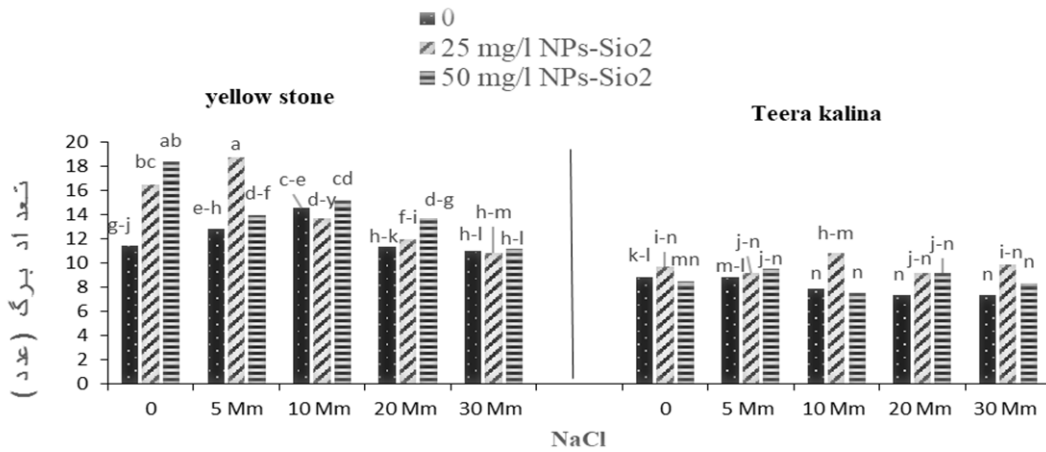 0
25 mg/l NPs-Sio2
50 mg/l NPs-Sio2
yellow stone
Teera kalina
تعداد برگ (عدد)
20
18
16
14
12
10
8
6
4
2
0
g-j bc ab e-h a d-f c-e d-y cd h-k f-i d-g h-l h-m h-l
k-l i-n mn m-l j-n j-n n h-m n n j-n j-n n i-n n
0 5 Mm 10 Mm 20 Mm 30 Mm 0 5 Mm 10 Mm 20 Mm 30 Mm
NaCl